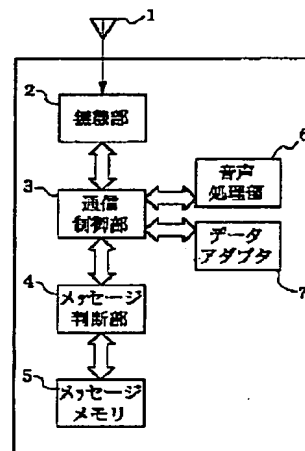 1
2
無線部
3
通信
制御部
4
メッセージ
判断部
5
メッセージ
メモリ
6
音声
処理部
データ
アダプタ
7